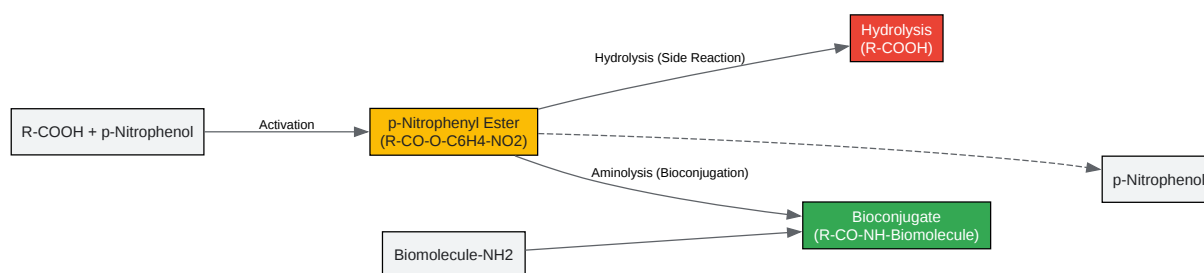 Hydrolysis
(R-COOH)
Hydrolysis (Side Reaction)
R-COOH + p-Nitrophenol
Activation
p-Nitrophenyl Ester
(R-CO-O-C6H4-NO2)
Aminolysis (Bioconjugation)
p-Nitrophenol
Bioconjugate
(R-CO-NH-Biomolecule)
Biomolecule-NH2